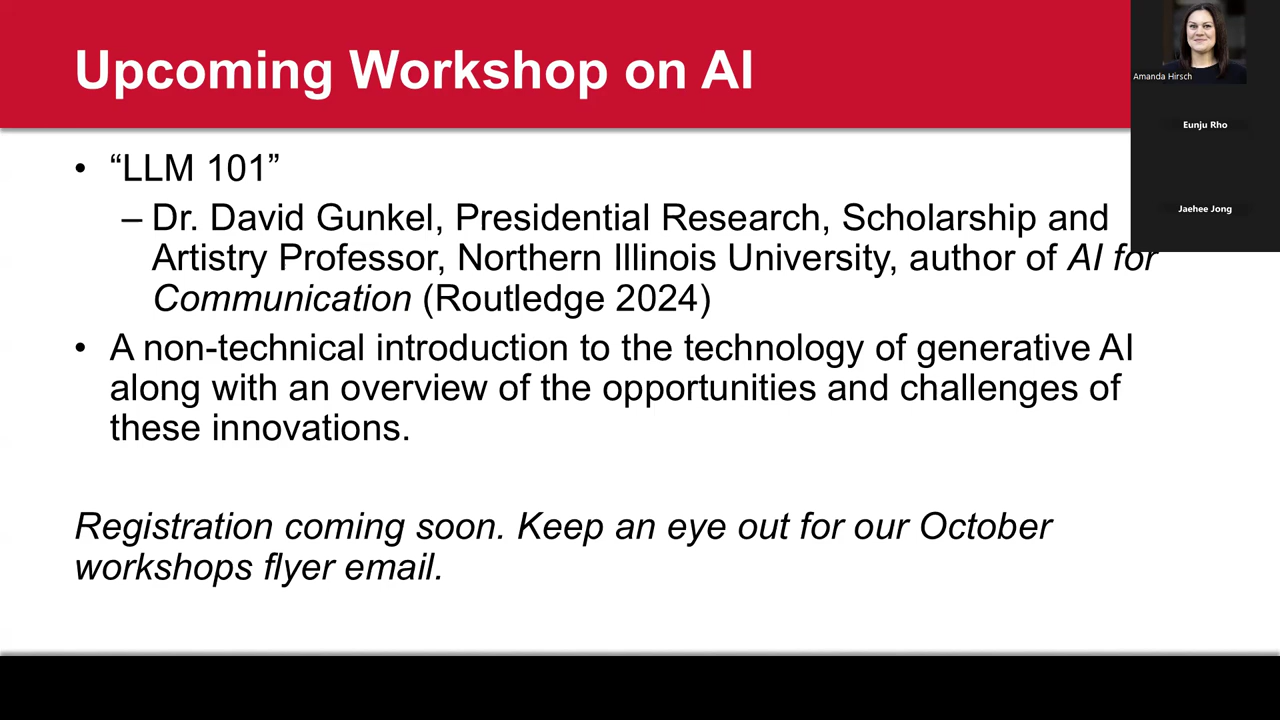 Upcoming Workshop on AI
Amanda Hirsch
Eunju Rho
Jaehee Jong
• “LLM 101”
– Dr. David Gunkel, Presidential Research, Scholarship and
Artistry Professor, Northern Illinois University, author of AI for
Communication (Routledge 2024)
• A non-technical introduction to the technology of generative AI
along with an overview of the opportunities and challenges of
these innovations.
Registration coming soon. Keep an eye out for our October
workshops flyer email.